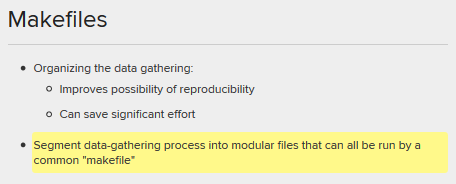 Makefiles
Organizing the data gathering:
Improves possibility of reproducibility
Can save significant effort
Segment data-gathering process into modular files that can all be run by a
common "makefile"